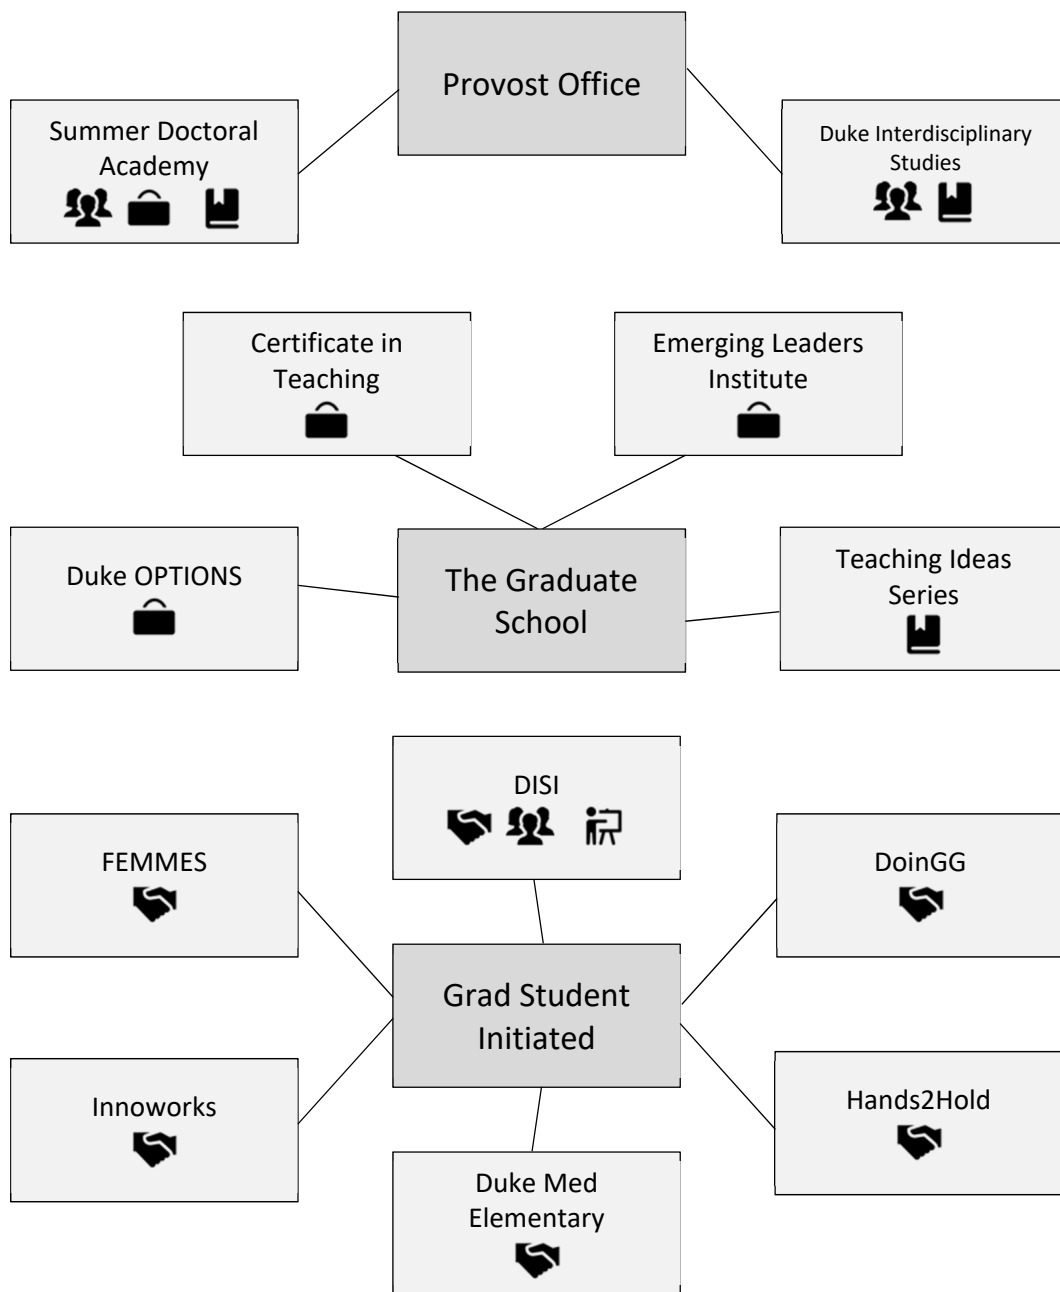 Provost Office
Summer Doctoral
Academy
Duke Interdisciplinary
Studies
Certificate in
Teaching
Emerging Leaders
Institute
Duke OPTIONS
The Graduate
School
Teaching Ideas
Series
DISI
FEMMES
DoinGG
Grad Student
Initiated
Innoworks
Hands2Hold
Duke Med
Elementary